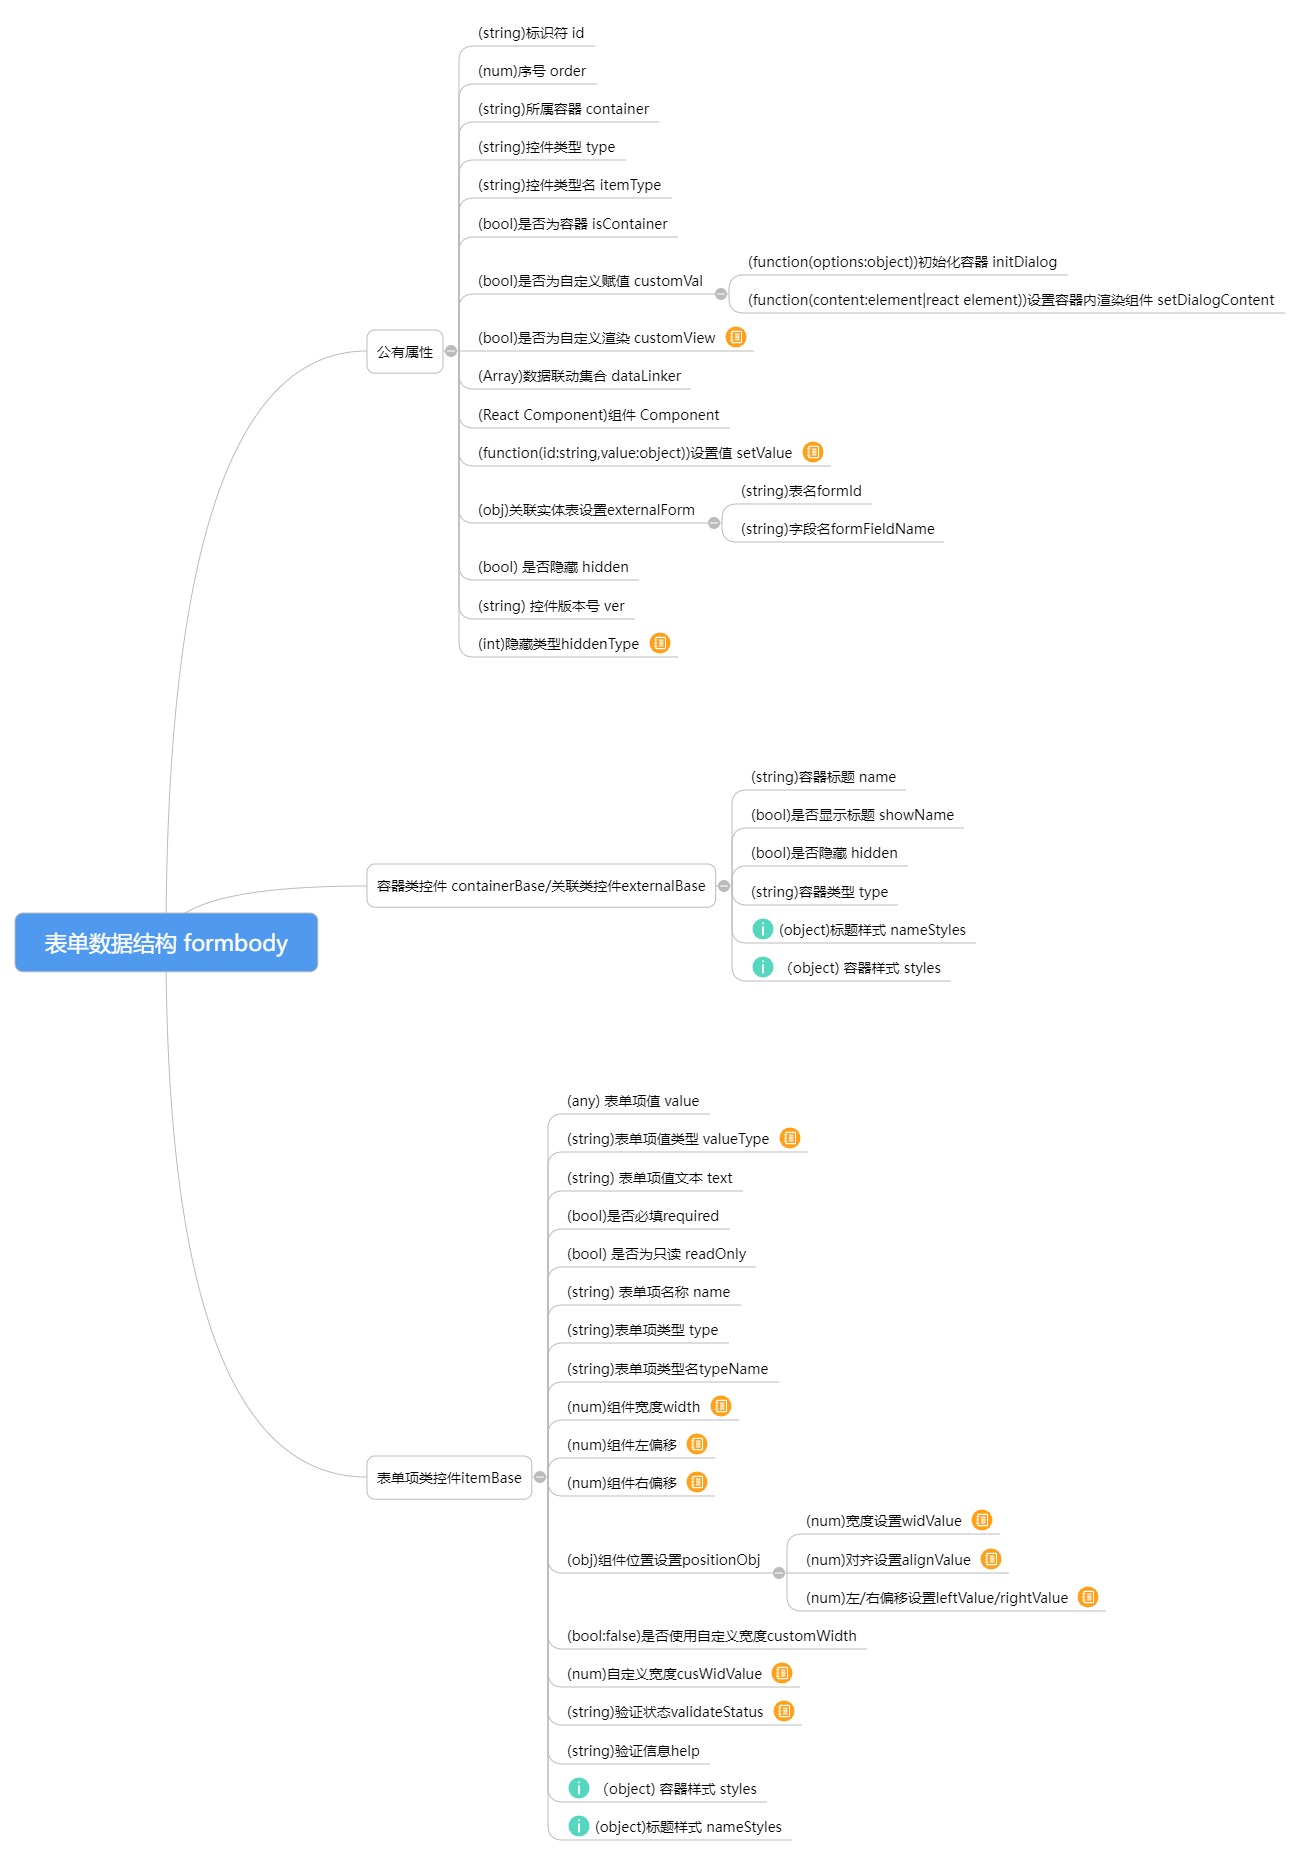 表单数据结构 formbody
公有属性
(string)标识符 id
(num)序号 order
(string)所属容器 container
(string)控件类型 type
(string)控件类型名 itemType
(bool)是否为容器 isContainer
(bool)是否为自定义赋值 customVal
(function(options:object))初始化容器 initDialog
(function(content:element|react element))设置容器内渲染组件 setDialogContent
(bool)是否为自定义渲染 customView
(Array)数据联动集合 dataLinker
(React Component)组件 Component
(function(id:string,value:object))设置值 setValue
(obj)关联实体表设置externalForm
(string)表名formId
(string)字段名formFieldName
(bool) 是否隐藏 hidden
(string) 控件版本号 ver
(int)隐藏类型hiddenType
容器类控件 containerBase/关联类控件externalBase
(string)容器标题 name
(bool)是否显示标题 showName
(bool)是否隐藏 hidden
(string)容器类型 type
(object)标题样式 nameStyles
(object) 容器样式 styles
表单项类控件itemBase
(any) 表单项值 value
(string)表单项值类型 valueType
(string) 表单项值文本 text
(bool)是否必填required
(bool) 是否为只读 readOnly
(string) 表单项名称 name
(string)表单项类型 type
(string)表单项类型名typeName
(num)组件宽度width
(num)组件左偏移
(num)组件右偏移
(obj)组件位置设置positionObj
(num)宽度设置widValue
(num)对齐设置alignValue
(num)左/右偏移设置leftValue/rightValue
(bool:false)是否使用自定义宽度customWidth
(num)自定义宽度cusWidValue
(string)验证状态validateStatus
(string)验证信息help
(object) 容器样式 styles
(object)标题样式 nameStyles